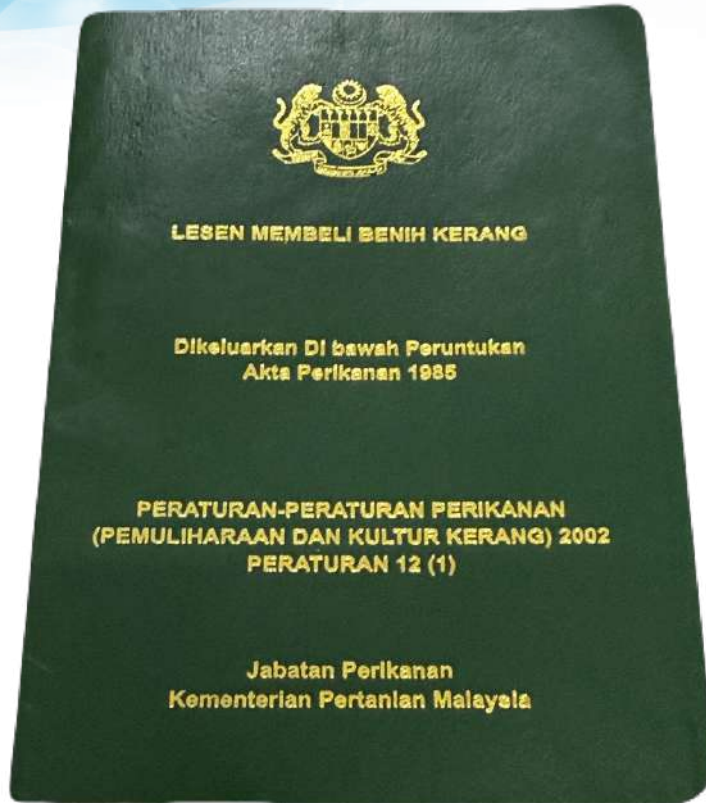 LESEN MEMBELI BENIH KERANG
Dikeluarkan Di bawah Peruntukan
Akta Perikanan 1985
PERATURAN-PERATURAN PERIKANAN
(PEMULIHARAAN DAN KULTUR KERANG) 2002
PERATURAN 12 (1)
Jabatan Perikanan
Kementerian Pertanian Malaysia